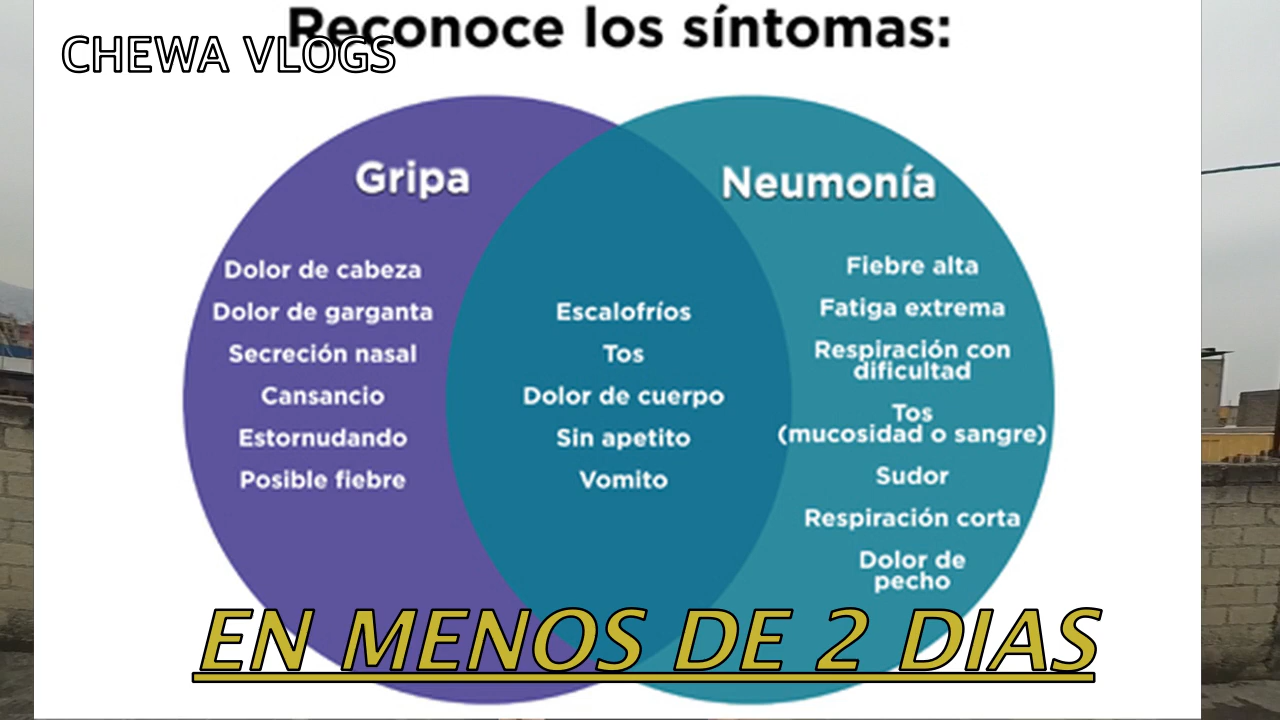 Reconoce los síntomas:
CHEWA VLOGS
Gripa
Dolor de cabeza
Dolor de garganta
Secreción nasal
Cansancio
Estornudando
Posible fiebre
Escalofríos
Tos
Dolor de cuerpo
Sin apetito
Vomito
Neumonía
Fiebre alta
Fatiga extrema
Respiración con
dificultad
Tos
(mucosidad o sangre)
Sudor
Respiración corta
Dolor de
pecho
EN MENOS DE 2 DIAS